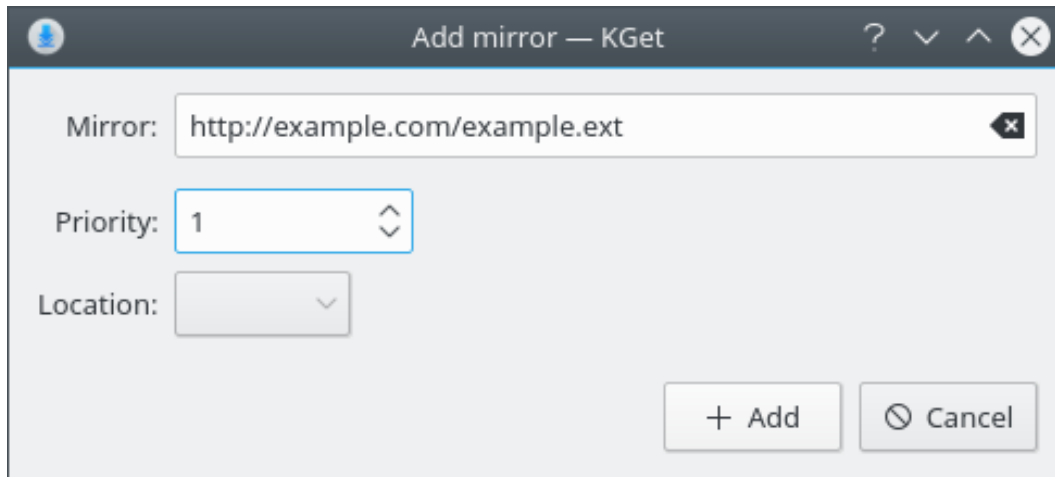 Add mirror — KGet
Mirror: http://example.com/example.ext
Priority: 1
Location:
Add Cancel